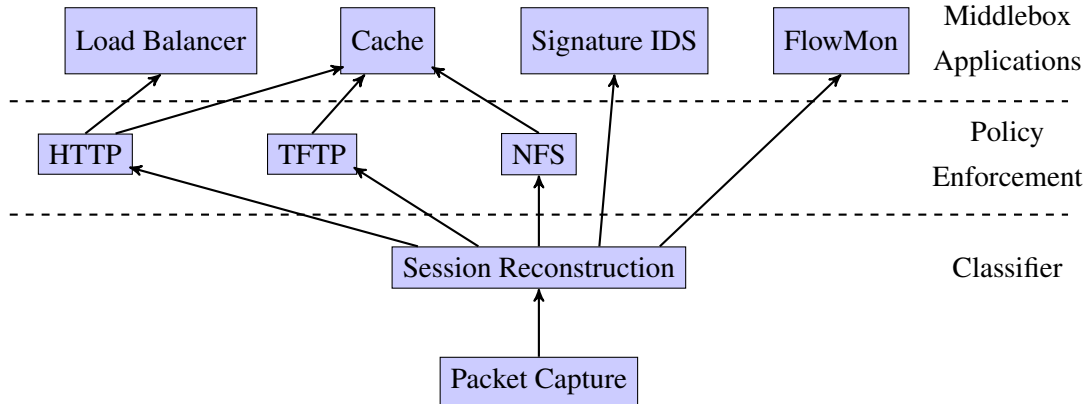 Load Balancer
Cache
Signature IDS
FlowMon
Middlebox
Applications
HTTP
TFTP
NFS
Policy
Enforcement
Session Reconstruction
Classifier
Packet Capture